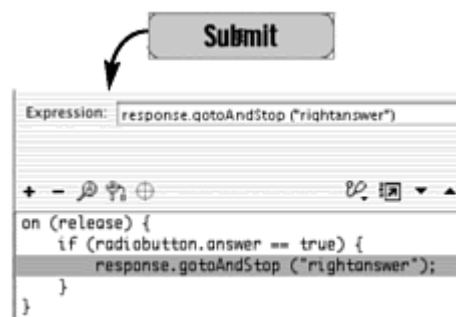 Submit
Expression: response.gotoAndStop ("rightanswer")
on (release) {
if (radiobutton.answer == true) {
response.gotoAndStop ("rightanswer");
}
}